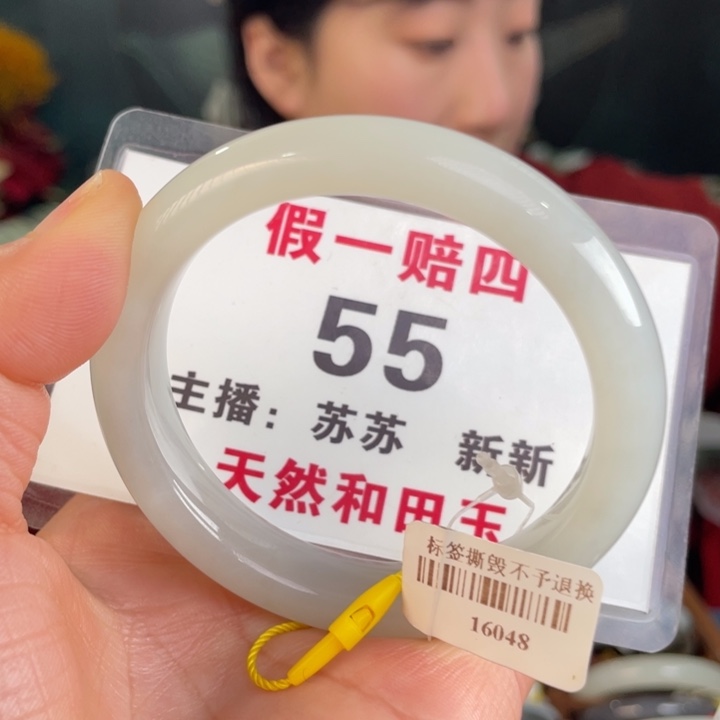 假一赔四
55
主播：苏苏 新新
天然和田玉
标签撕毁不予退换
16048